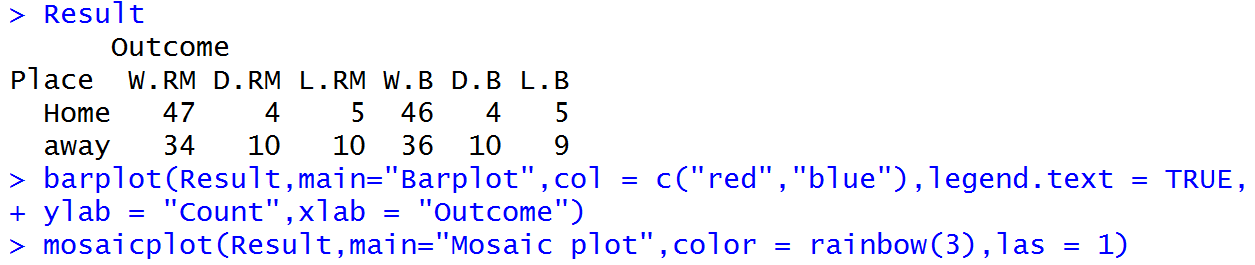 > Result
      Outcome
Place  W.RM D.RM L.RM W.B D.B L.B
  Home   47    4    5  46   4   5
  away   34   10   10  36  10   9
> barplot(Result,main="Barplot",col = c("red","blue"),legend.text = TRUE,
+ ylab = "Count",xlab = "Outcome")
> mosaicplot(Result,main="Mosaic plot",color = rainbow(3),las = 1)